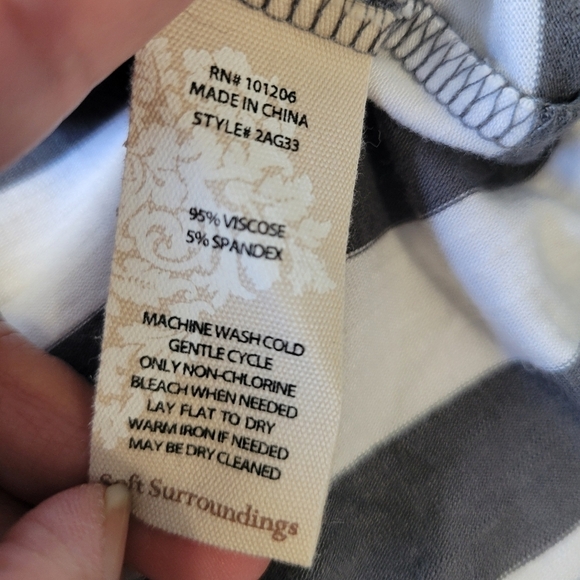 RN# 101206
MADE IN CHINA
STYLE# 2AG33
95% VISCOSE
5% SPANDEX
MACHINE WASH COLD
GENTLE CYCLE
ONLY NON-CHLORINE
BLEACH WHEN NEEDED
LAY FLAT TO DRY
WARM IRON IF NEEDED
MAY BE DRY CLEANED
Soft Surroundings